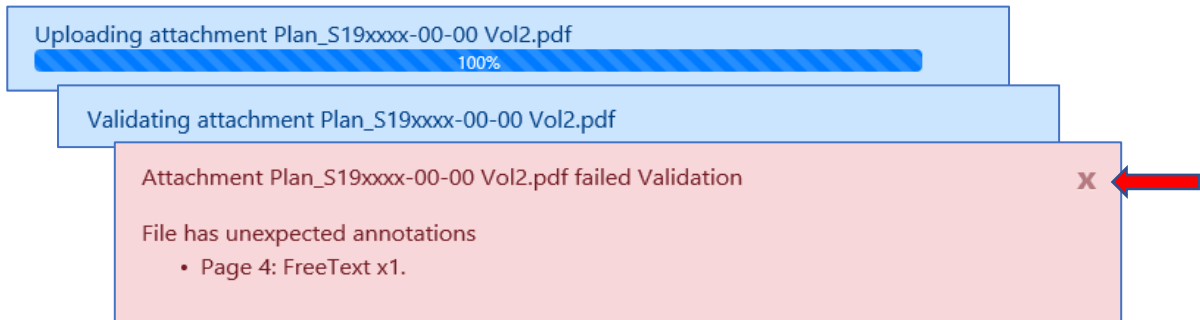 Uploading attachment Plan_S19xxxx-00-00 Vol2.pdf
100%
Validating attachment Plan_S19xxxx-00-00 Vol2.pdf
Attachment Plan_S19xxxx-00-00 Vol2.pdf failed Validation
x
File has unexpected annotations
• Page 4: FreeText x1.